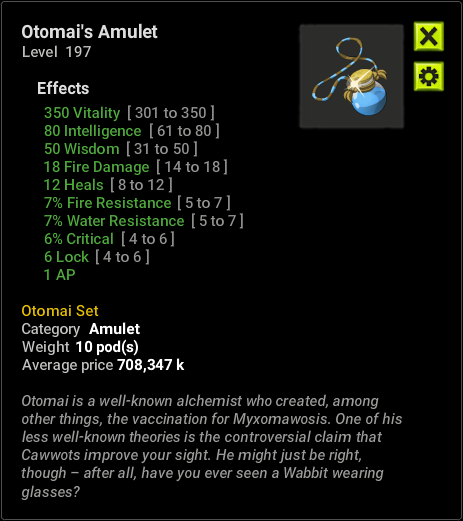 Otomai's Amulet
Level 197
Effects
350 Vitality [ 301 to 350 ]
80 Intelligence [ 61 to 80 ]
50 Wisdom [ 31 to 50 ]
18 Fire Damage [ 14 to 18 ]
12 Heals [ 8 to 12 ]
7% Fire Resistance [ 5 to 7 ]
7% Water Resistance [ 5 to 7 ]
6% Critical [ 4 to 6 ]
6 Lock [ 4 to 6 ]
1 AP
Otomai Set
Category Amulet
Weight 10 pod(s)
Average price 708,347 k
Otomai is a well-known alchemist who created, among
other things, the vaccination for Myxomawosis. One of his
less well-known theories is the controversial claim that
Cawwots improve your sight. He might just be right,
though – after all, have you ever seen a Wabbit wearing
glasses?